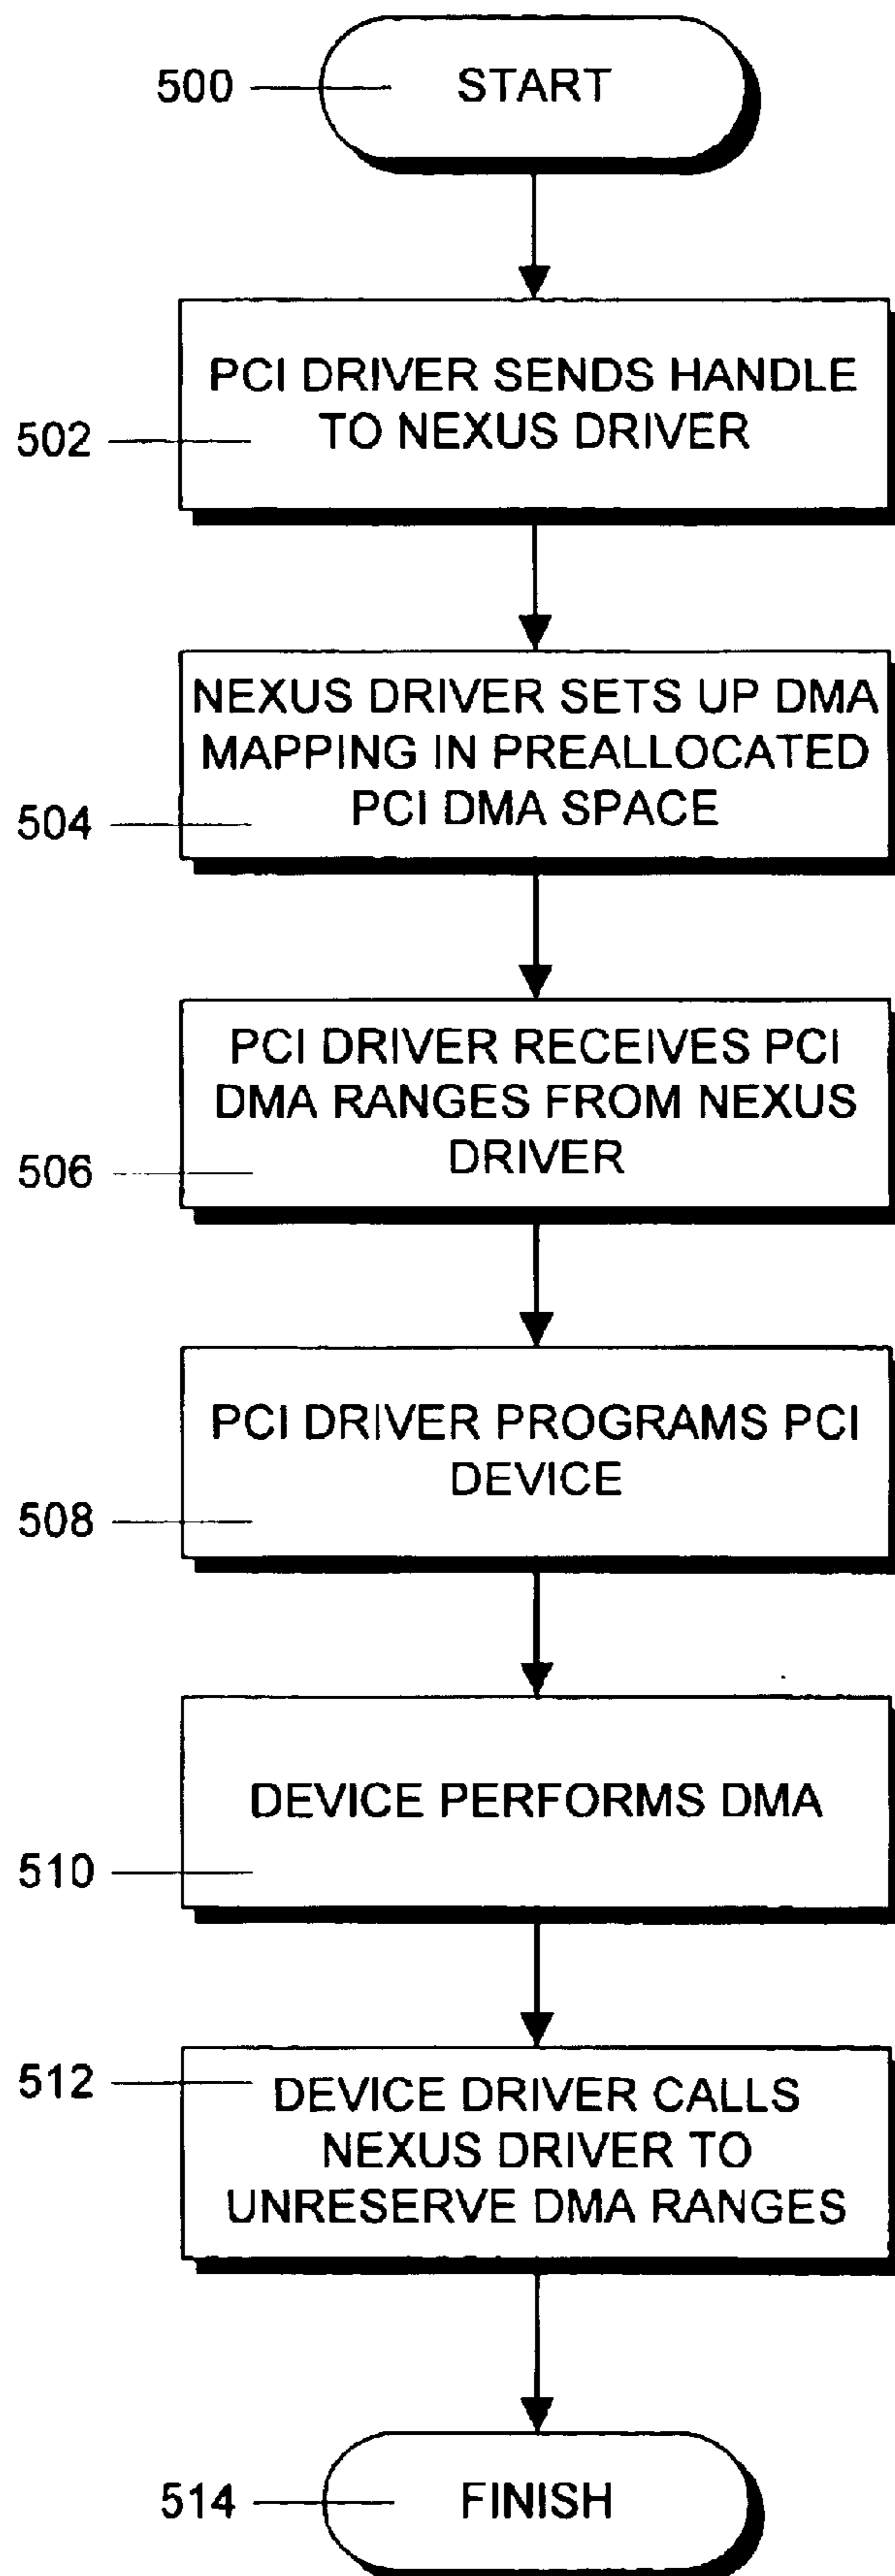 500
START
502
PCI DRIVER SENDS HANDLE
TO NEXUS DRIVER
504
NEXUS DRIVER SETS UP DMA
MAPPING IN PREALLOCATED
PCI DMA SPACE
506
PCI DRIVER RECEIVES PCI
DMA RANGES FROM NEXUS
DRIVER
508
PCI DRIVER PROGRAMS PCI
DEVICE
510
DEVICE PERFORMS DMA
512
DEVICE DRIVER CALLS
NEXUS DRIVER TO
UNRESERVE DMA RANGES
514
FINISH